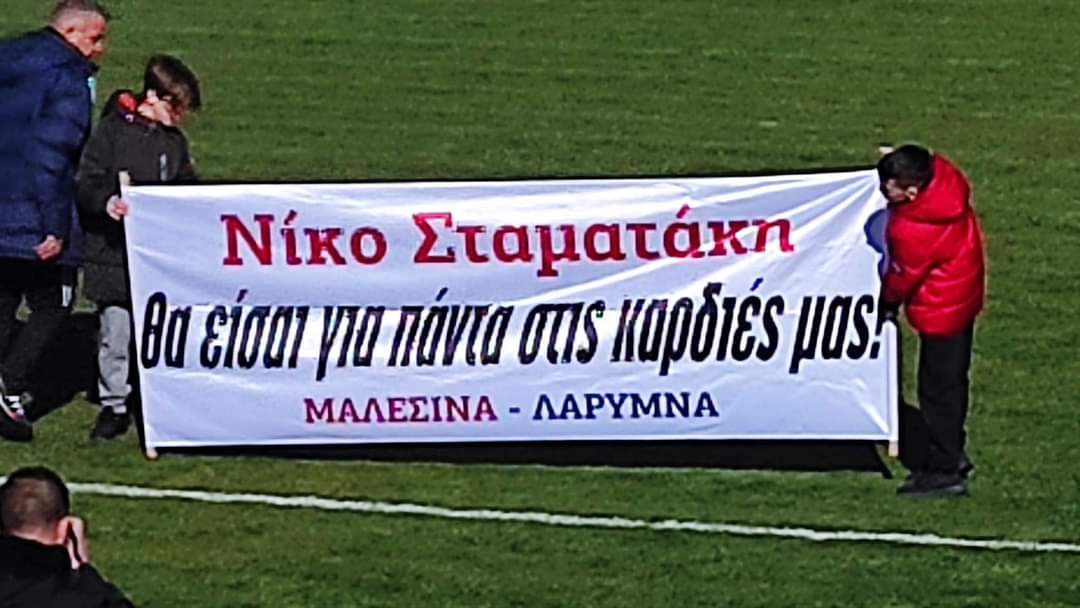 Νίκο Σταματάκη
θα είσαι για πάντα στις καρδιές μας!
ΜΑΛΕΣΙΝΑ - ΛΑΡΥΜΝΑ